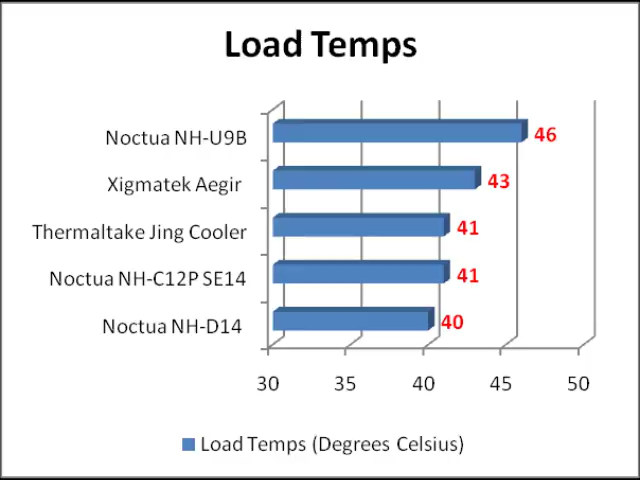 Load Temps
Noctua NH-U9B 46
Xigmatek Aegir 43
Thermaltake Jing Cooler 41
Noctua NH-C12P SE14 41
Noctua NH-D14 40
30 35 40 45 50
Load Temps (Degrees Celsius)